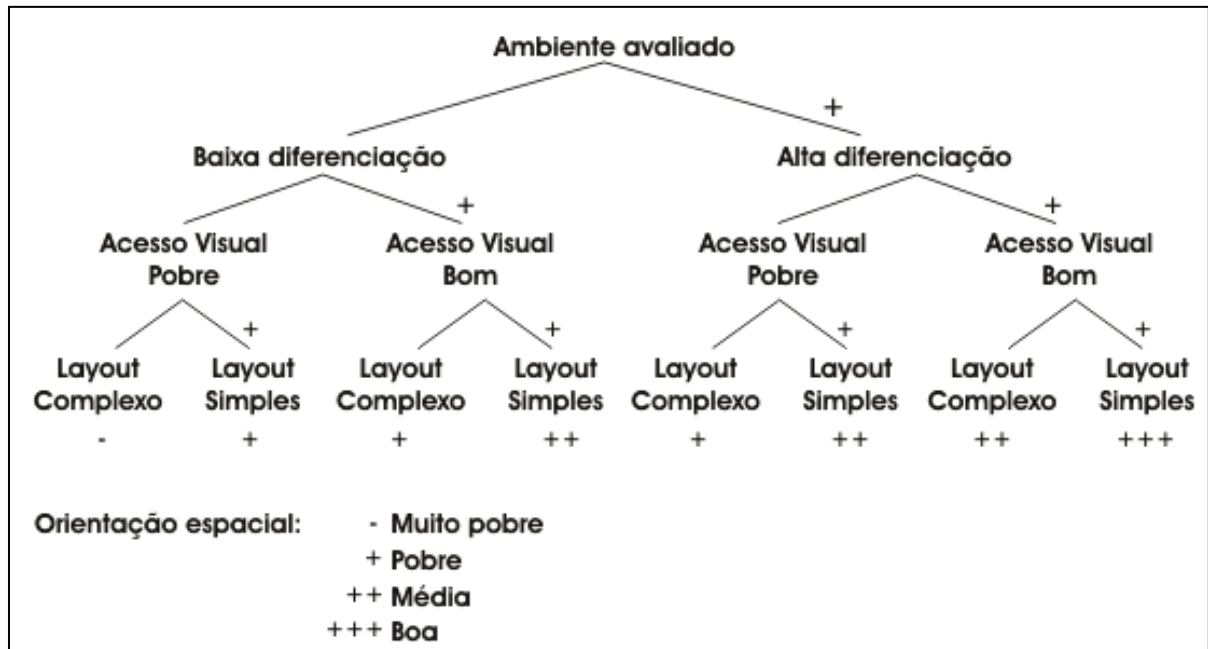 Ambiente avaliado
+
Baixa diferenciação Alta diferenciação
+ +
Acesso Visual Acesso Visual Acesso Visual Acesso Visual
Pobre Bom Pobre Bom
+ + + +
Layout Layout Layout Layout Layout Layout Layout Layout
Complexo Simples Complexo Simples Complexo Simples Complexo Simples
- + + ++ + ++ ++ +++
Orientação espacial: - Muito pobre
+ Pobre
++ Média
+++ Boa